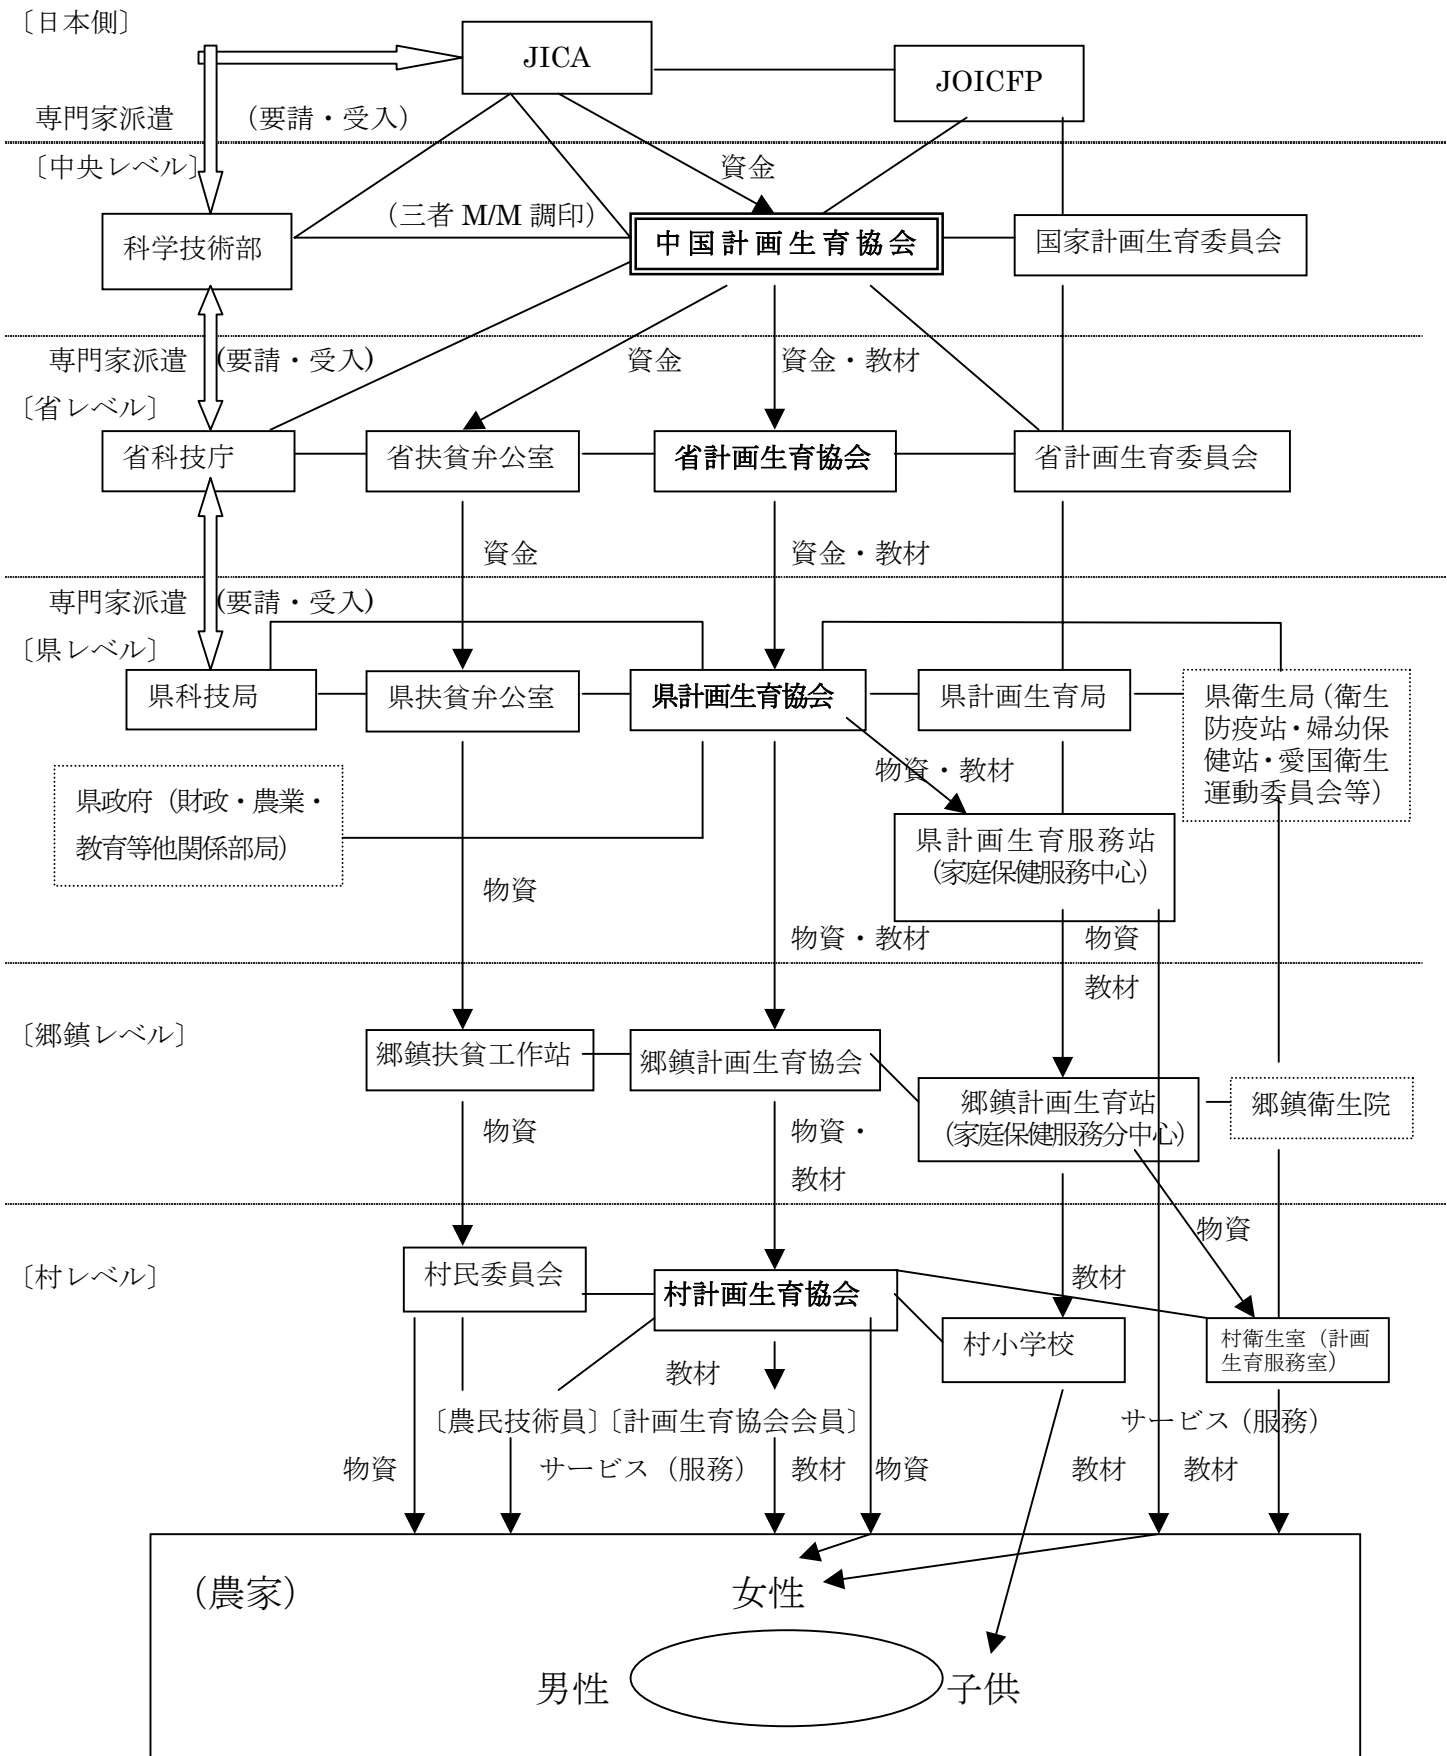 〔日本側〕
JICA
JOICFP
専門家派遣
(要請・受入)
〔中央レベル〕
資金
(三者 M/M 調印)
科学技術部
中国計画生育協会
国家計画生育委員会
専門家派遣
(要請・受入)
資金
資金・教材
〔省レベル〕
省科技庁
省扶貧弁公室
省計画生育協会
省計画生育委員会
資金
資金・教材
専門家派遣
(要請・受入)
〔県レベル〕
県科技局
県扶貧弁公室
県計画生育協会
県計画生育局
県衛生局(衛生
防疫站・婦幼保
健站・愛国衛生
運動委員会等)
物資・教材
県政府(財政・農業・
教育等他関係部局)
県計画生育服務站
(家庭保健服務中心)
物資
物資・教材
物資
教材
〔郷鎮レベル〕
郷鎮扶貧工作站
郷鎮計画生育協会
郷鎮計画生育站
(家庭保健服務分中心)
郷鎮衛生院
物資
物資・
教材
物資
〔村レベル〕
村民委員会
村計画生育協会
教材
村小学校
村衛生室(計画
生育服務室)
教材
〔農民技術員〕〔計画生育協会会員〕
サービス(服務)
物資
サービス(服務)
教材
物資
教材
教材
(農家)
女性
男性
子供